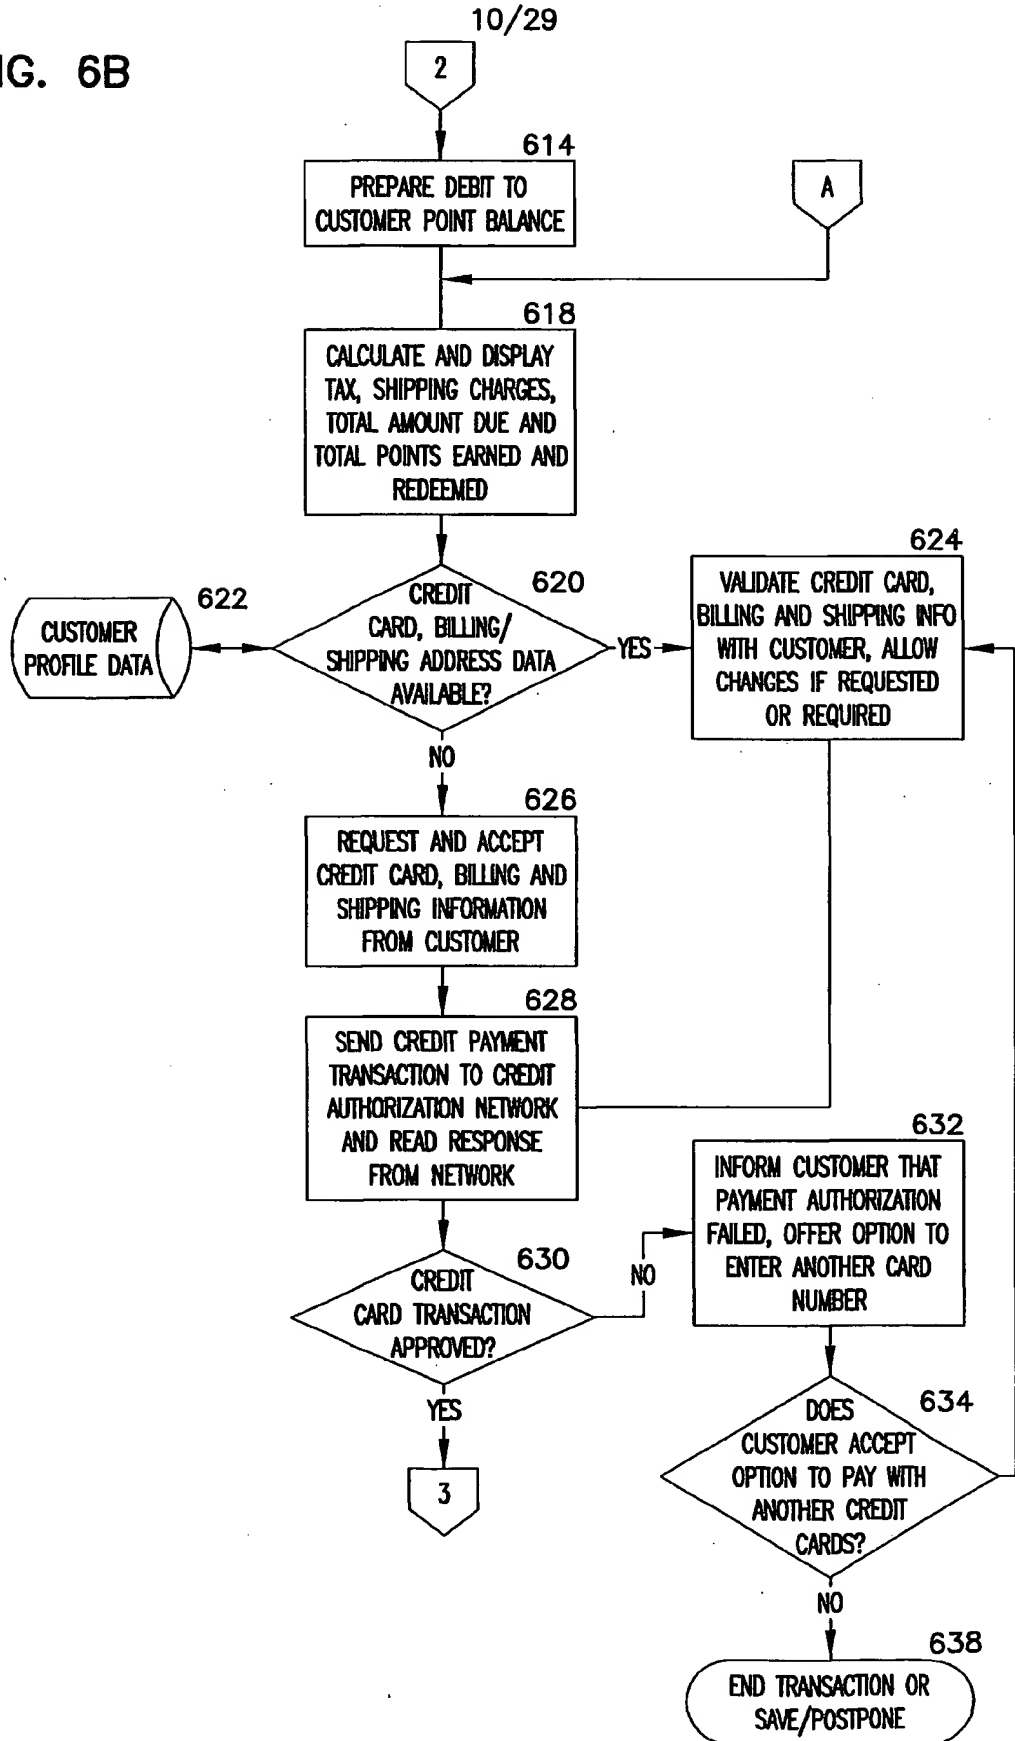 10/29
IG. 6B
2
614
PREPARE DEBIT TO
CUSTOMER POINT BALANCE
A
618
CALCULATE AND DISPLAY
TAX, SHIPPING CHARGES,
TOTAL AMOUNT DUE AND
TOTAL POINTS EARNED AND
REDEEMED
620
CREDIT
CARD, BILLING/
SHIPPING ADDRESS DATA
AVAILABLE?
622
CUSTOMER
PROFILE DATA
YES
624
VALIDATE CREDIT CARD,
BILLING AND SHIPPING INFO
WITH CUSTOMER, ALLOW
CHANGES IF REQUESTED
OR REQUIRED
NO
626
REQUEST AND ACCEPT
CREDIT CARD, BILLING AND
SHIPPING INFORMATION
FROM CUSTOMER
628
SEND CREDIT PAYMENT
TRANSACTION TO CREDIT
AUTHORIZATION NETWORK
AND READ RESPONSE
FROM NETWORK
630
CREDIT
CARD TRANSACTION
APPROVED?
NO
632
INFORM CUSTOMER THAT
PAYMENT AUTHORIZATION
FAILED, OFFER OPTION TO
ENTER ANOTHER CARD
NUMBER
YES
3
634
DOES
CUSTOMER ACCEPT
OPTION TO PAY WITH
ANOTHER CREDIT
CARDS?
NO
638
END TRANSACTION OR
SAVE/POSTPONE